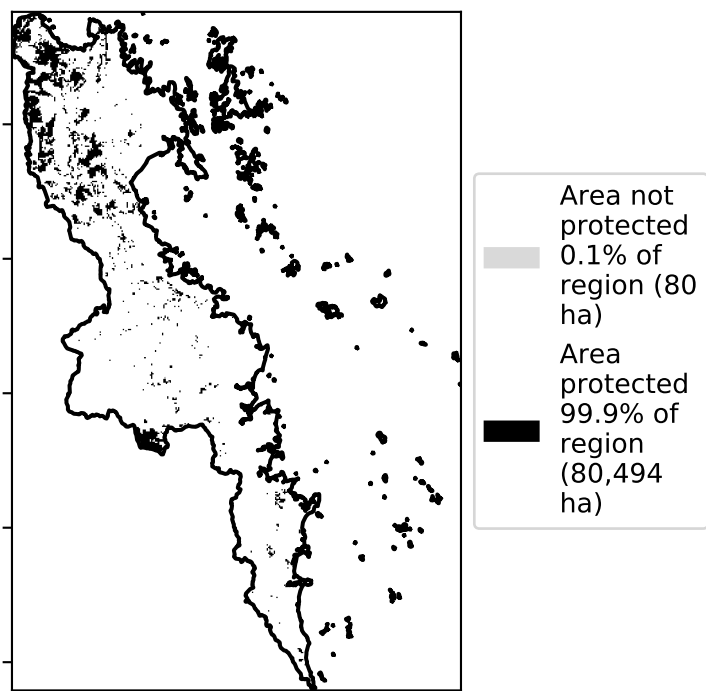 Area not
protected
0.1% of
region (80
ha)
Area
protected
99.9% of
region
(80,494
ha)